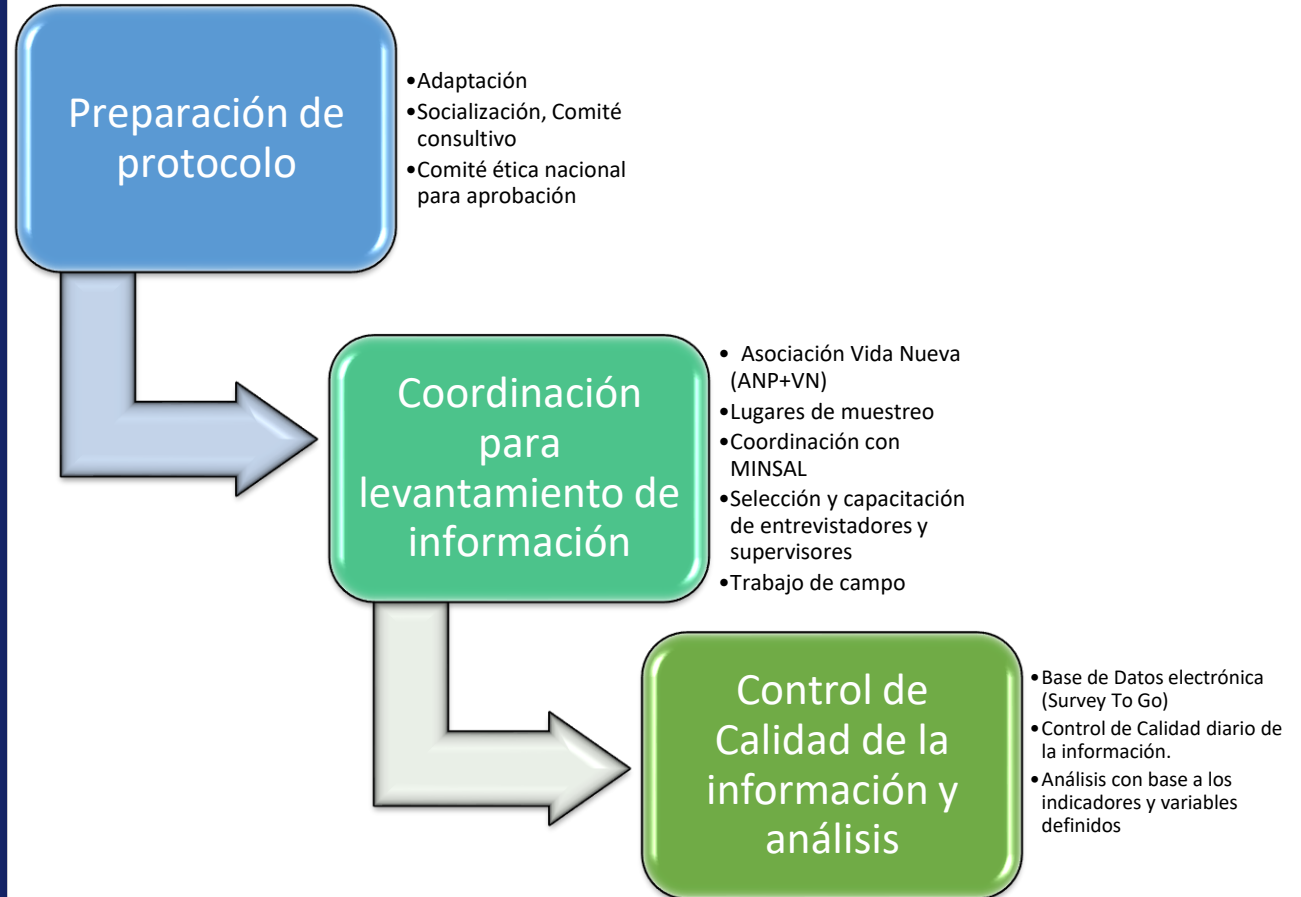 Preparación de
protocolo
•Adaptación
•Socialización, Comité
consultivo
•Comité ética nacional
para aprobación
Coordinación
para
levantamiento de
información
• Asociación Vida Nueva
(ANP+VN)
•Lugares de muestreo
•Coordinación con
MINSAL
•Selección y capacitación
de entrevistadores y
supervisores
•Trabajo de campo
Control de
Calidad de la
información y
análisis
•Base de Datos electrónica
(Survey To Go)
•Control de Calidad diario de
la información.
•Análisis con base a los
indicadores y variables
definidos